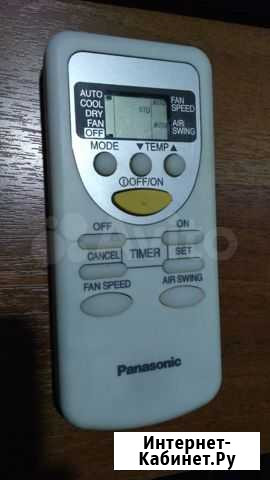 AUTO
COOL
DRY
FAN
OFF
FAN
SPEED
AIR
SWING
MODE
▼TEMP▲
OFF/ON
OFF
ON
CANCEL
TIMER
SET
FAN SPEED
AIR SWING
Panasonic
Avito
Интернет-
Кабинет.Ру